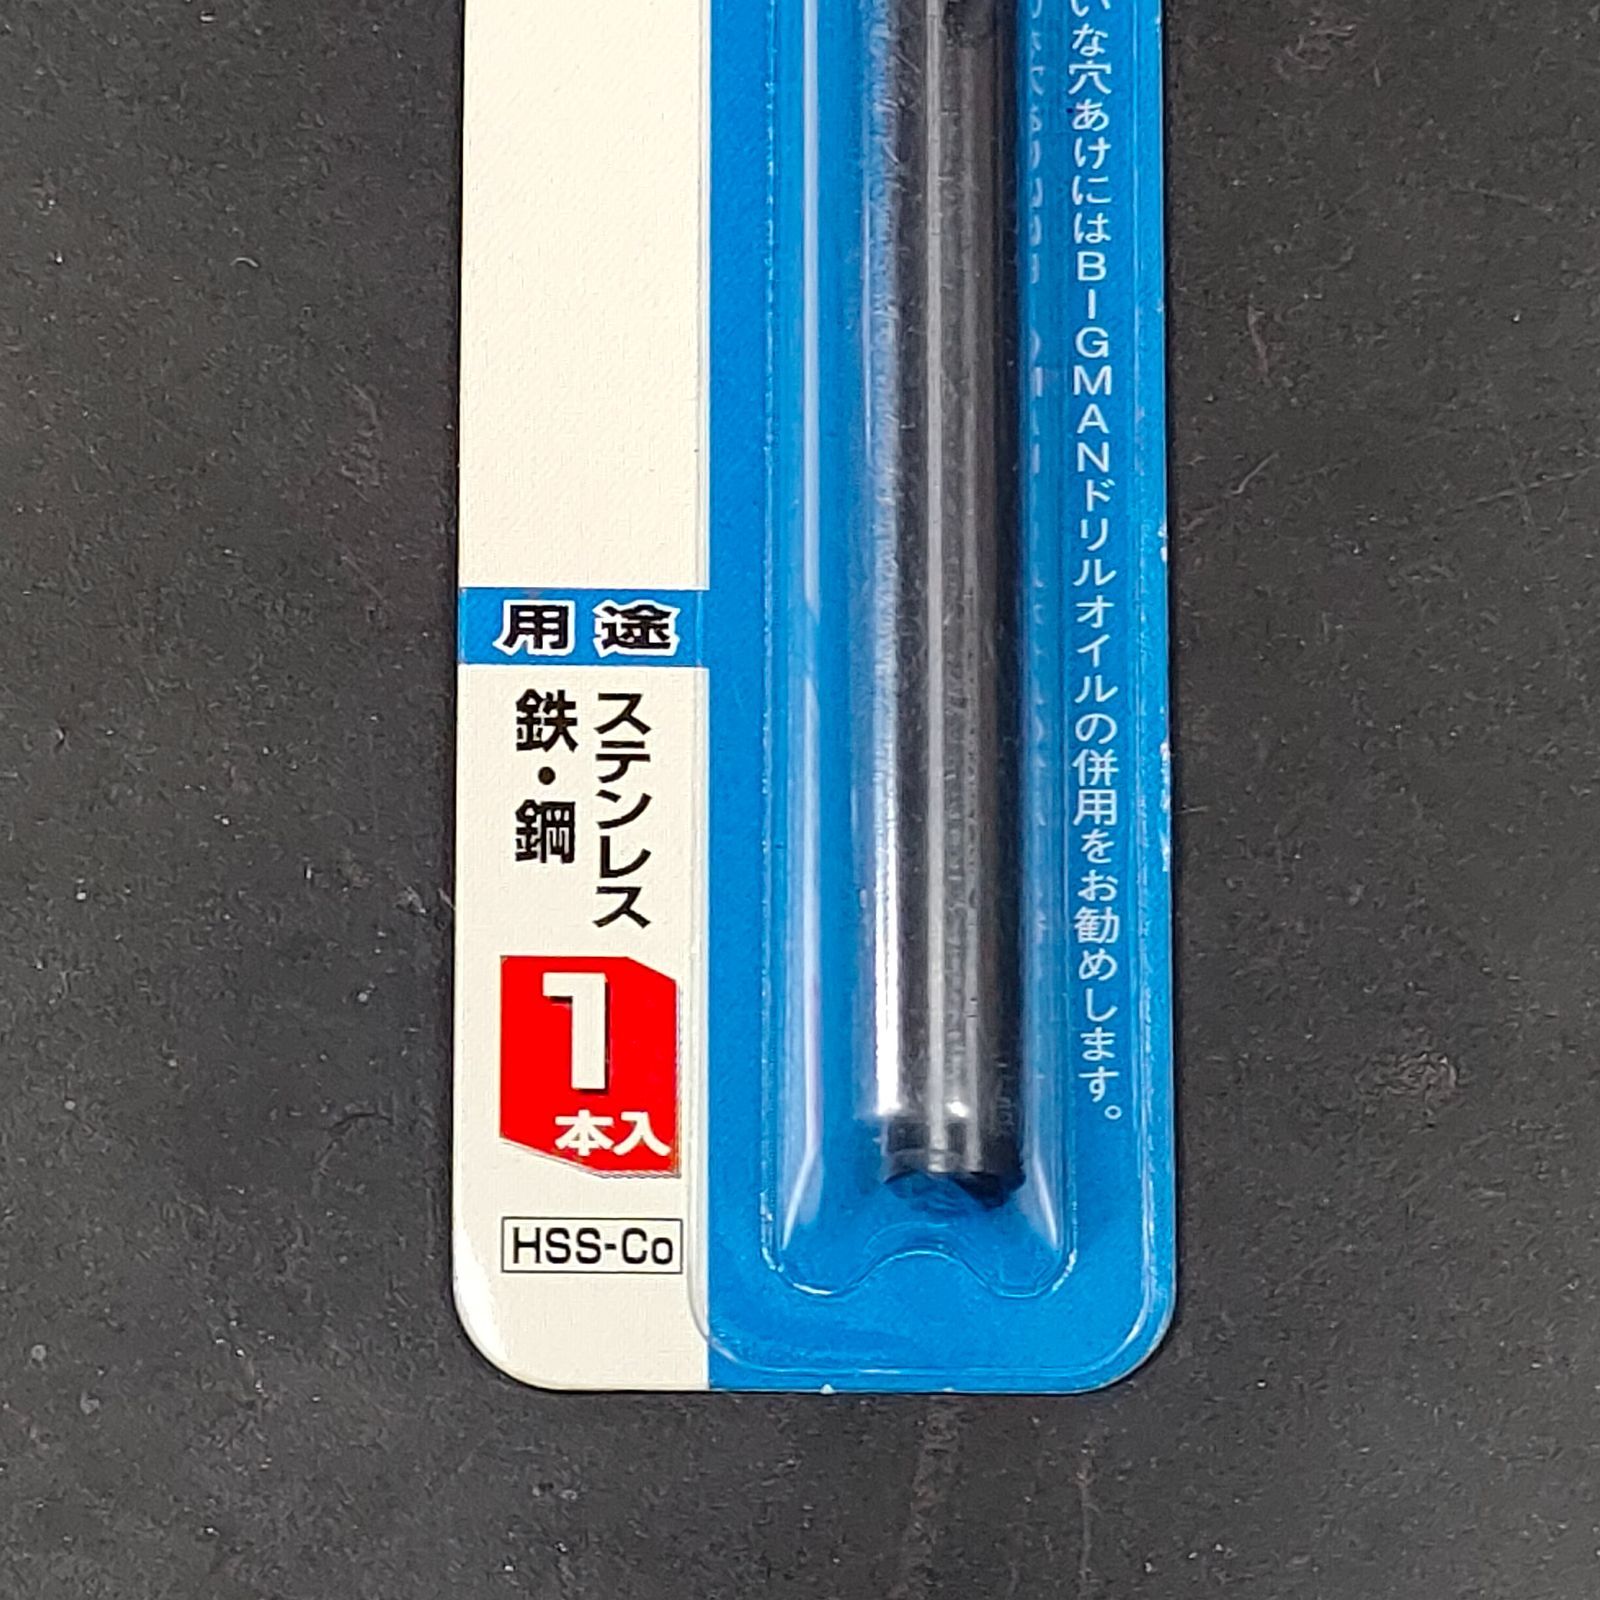 いな穴あけにはBIGMANドリルオイルの併用をお勧めします。
用途
ステンレス
鉄・鋼
1
本入
HSS-Co